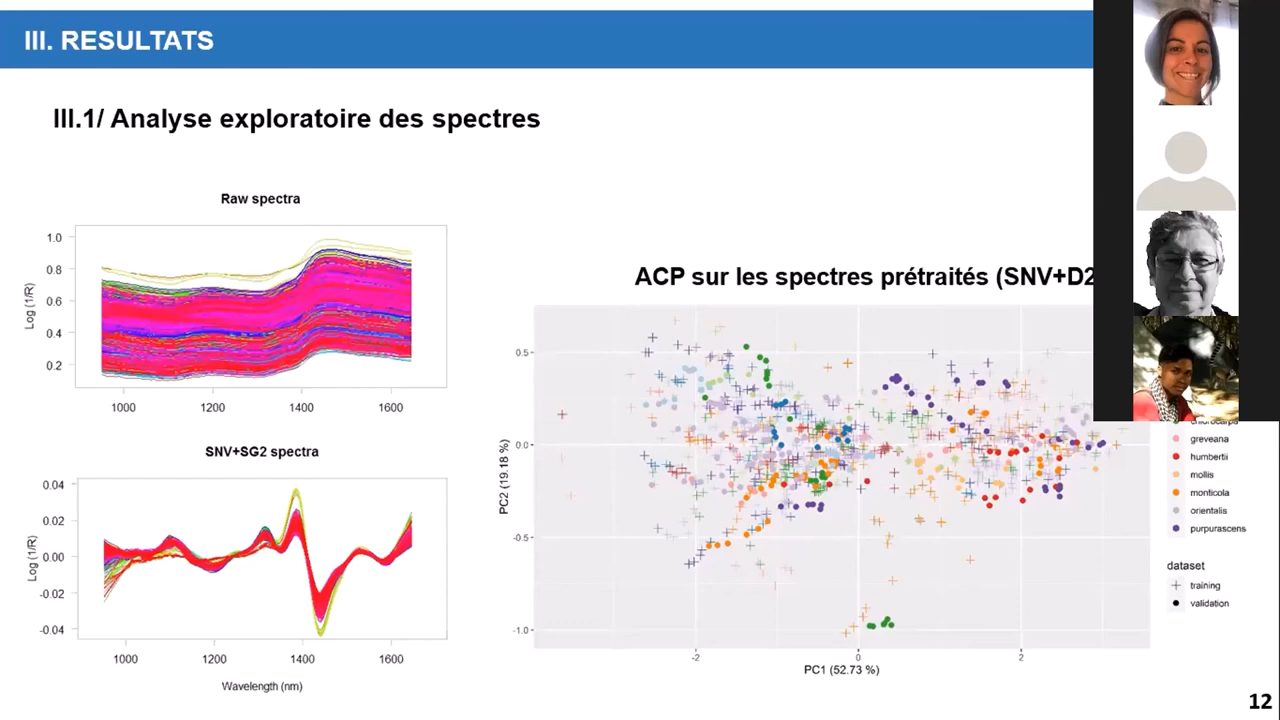 III. RESULTATS
III.1/ Analyse exploratoire des spectres
Raw spectra
Log (1/R)
1.0
0.8
0.6
0.4
0.2
1000 1200 1400 1600
SNV+SG2 spectra
Log (1/R)
0.04
0.02
0.00
-0.02
-0.04
1000 1200 1400 1600
Wavelength (nm)
ACP sur les spectres prétraités (SNV+D2
PC2 (19.18 %)
0.5
0.0
-0.5
-1.0
-2 0 2
PC1 (52.73 %)
greveana
humbertii
mollis
monticola
orientalis
purpurascens
dataset
training
validation
12